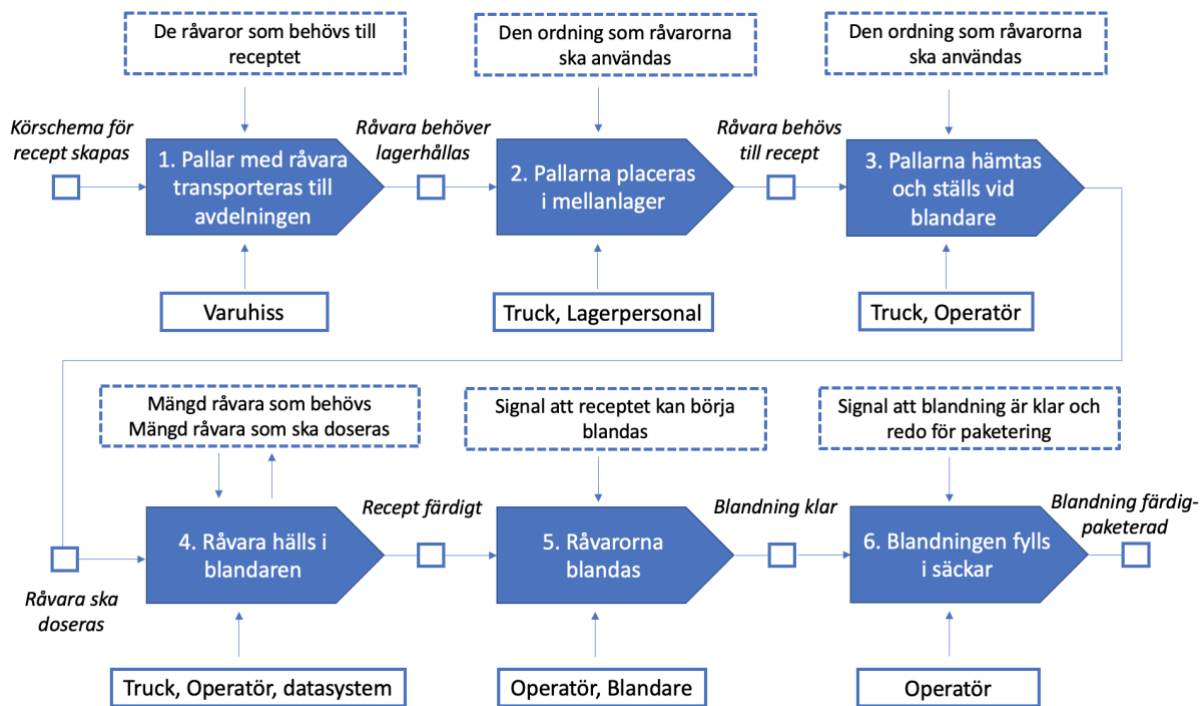 De råvaror som behövs till
receptet
Den ordning som råvarorna
ska användas
Den ordning som råvarorna
ska användas
Körschema för
recept skapas
1. Pallar med råvara
transporteras till
avdelningen
Råvara behöver
lagerhållas
2. Pallarna placeras
i mellanlager
Råvara behövs
till recept
3. Pallarna hämtas
och ställs vid
blandare
Varuhiss
Truck, Lagerpersonal
Truck, Operatör
Mängd råvara som behövs
Mängd råvara som ska doseras
Signal att receptet kan börja
blandas
Signal att blandning är klar och
redo för paketering
Råvara ska
doseras
4. Råvara hälls i
blandaren
Recept färdigt
5. Råvarorna
blandas
Blandning klar
6. Blandningen fylls
i säckar
Blandning färdig-
paketerad
Truck, Operatör, datasystem
Operatör, Blandare
Operatör